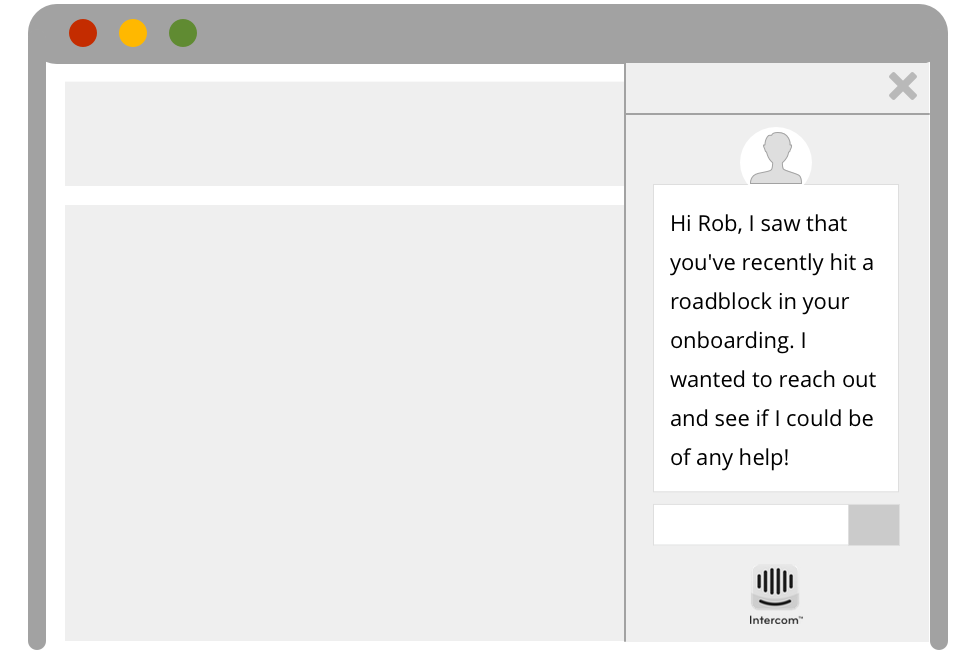 Hi Rob, I saw that
you've recently hit a
roadblock in your
onboarding. I
wanted to reach out
and see if I could be
of any help!
Intercom™